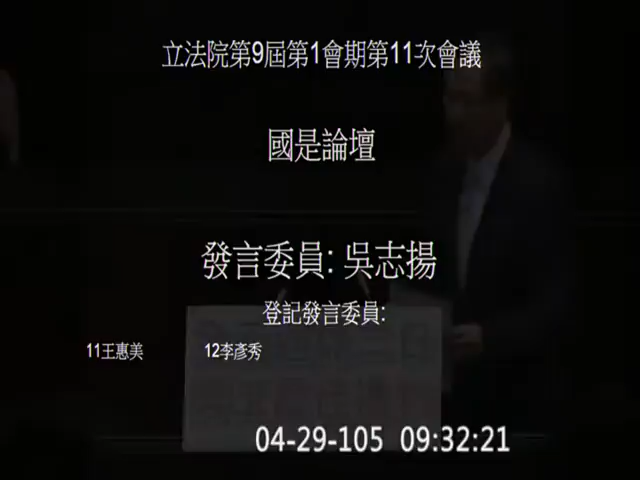 立法院第9屆第1會期第11次會議
國是論壇
發言委員: 吳志揚
登記發言委員:
11王惠美 12李彥秀
04-29-105 09:32:21